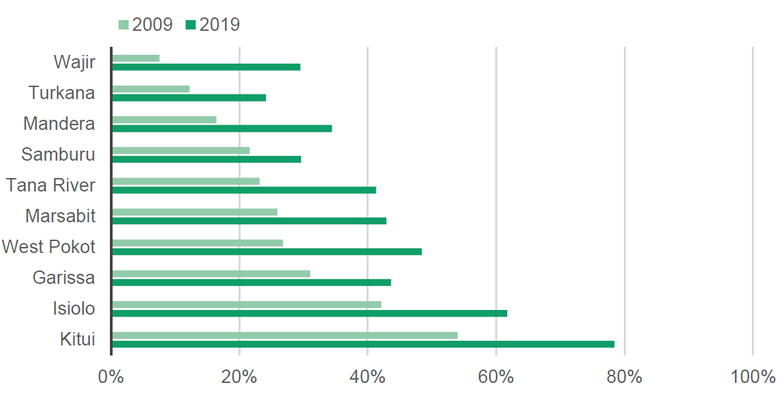 2009 2019
Wajir
Turkana
Mandera
Samburu
Tana River
Marsabit
West Pokot
Garissa
Isiolo
Kitui
0% 20% 40% 60% 80% 100%